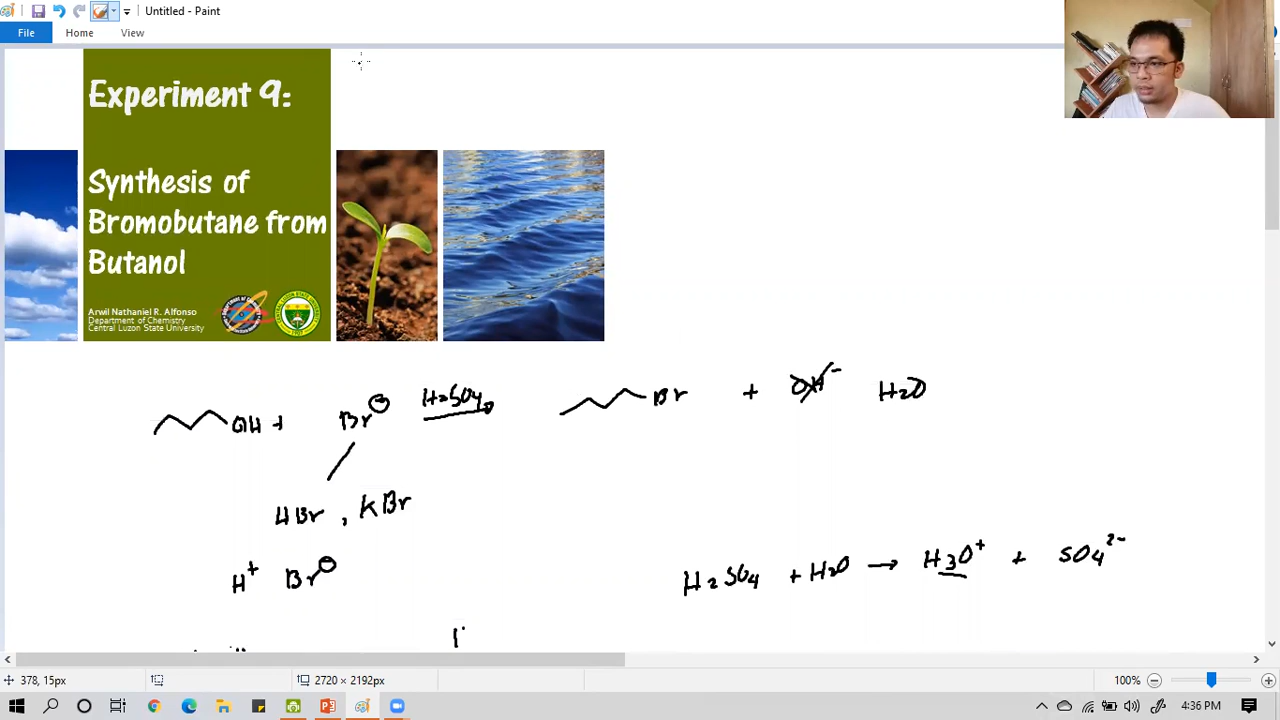 Untitled - Paint
File Home View
Experiment 9:
Synthesis of
Bromobutane from
Butanol
Arwil Nathaniel R. Alfonso
Department of Chemistry
Central Luzon State University
OH + Br⊖ H2SO4 Br + OH⁻ H2O
HBr , KBr
H⁺ Br⊖
H2SO4 + H2O → H3O⁺ + SO4²⁻
378, 15px
2720 × 2192px
100%
4:36 PM